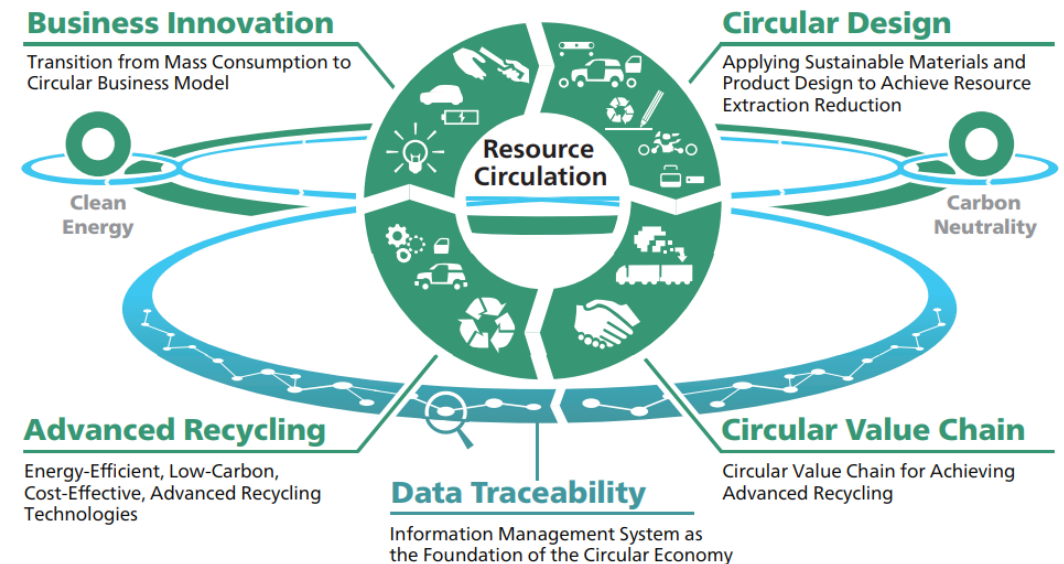 Business Innovation
Transition from Mass Consumption to
Circular Business Model
Circular Design
Applying Sustainable Materials and
Product Design to Achieve Resource
Extraction Reduction
Resource
Circulation
Clean
Energy
Carbon
Neutrality
Advanced Recycling
Energy-Efficient, Low-Carbon,
Cost-Effective, Advanced Recycling
Technologies
Data Traceability
Information Management System as
the Foundation of the Circular Economy
Circular Value Chain
Circular Value Chain for Achieving
Advanced Recycling